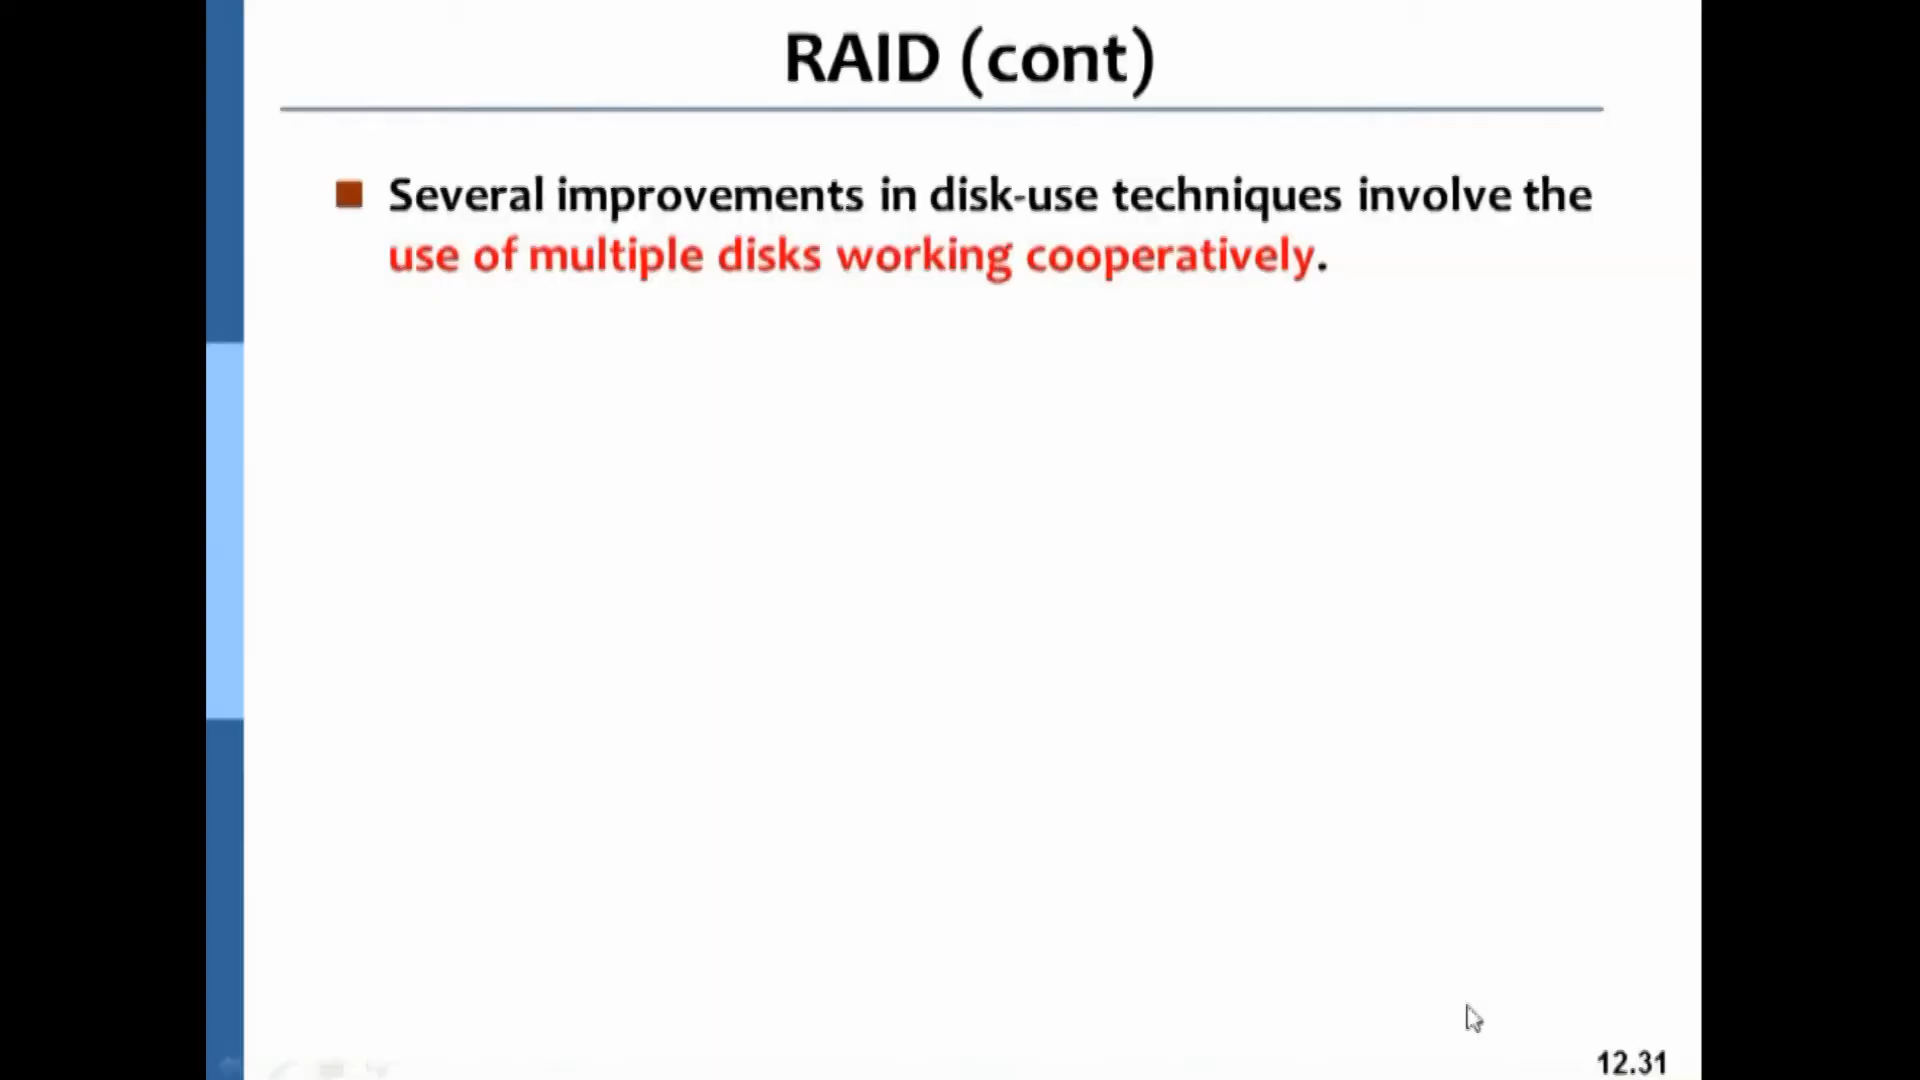 RAID (cont)
Several improvements in disk-use techniques involve the
use of multiple disks working cooperatively.
12.31